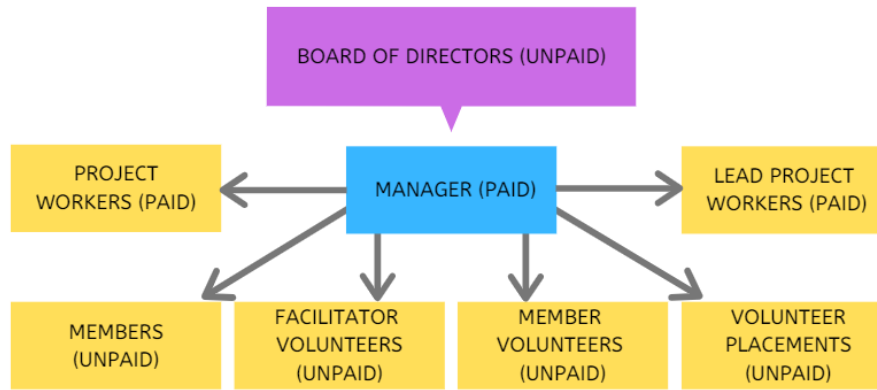 BOARD OF DIRECTORS (UNPAID)
PROJECT
WORKERS (PAID)
MANAGER (PAID)
LEAD PROJECT
WORKERS (PAID)
MEMBERS
(UNPAID)
FACILITATOR
VOLUNTEERS
(UNPAID)
MEMBER
VOLUNTEERS
(UNPAID)
VOLUNTEER
PLACEMENTS
(UNPAID)